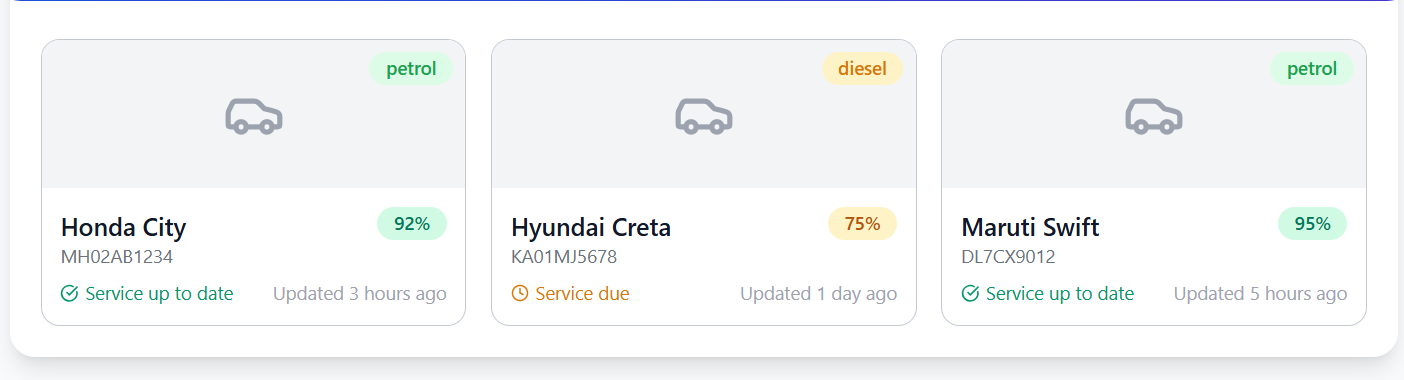 petrol
Honda City
92%
MH02AB1234
Service up to date
Updated 3 hours ago
diesel
Hyundai Creta
75%
KA01MJ5678
Service due
Updated 1 day ago
petrol
Maruti Swift
95%
DL7CX9012
Service up to date
Updated 5 hours ago